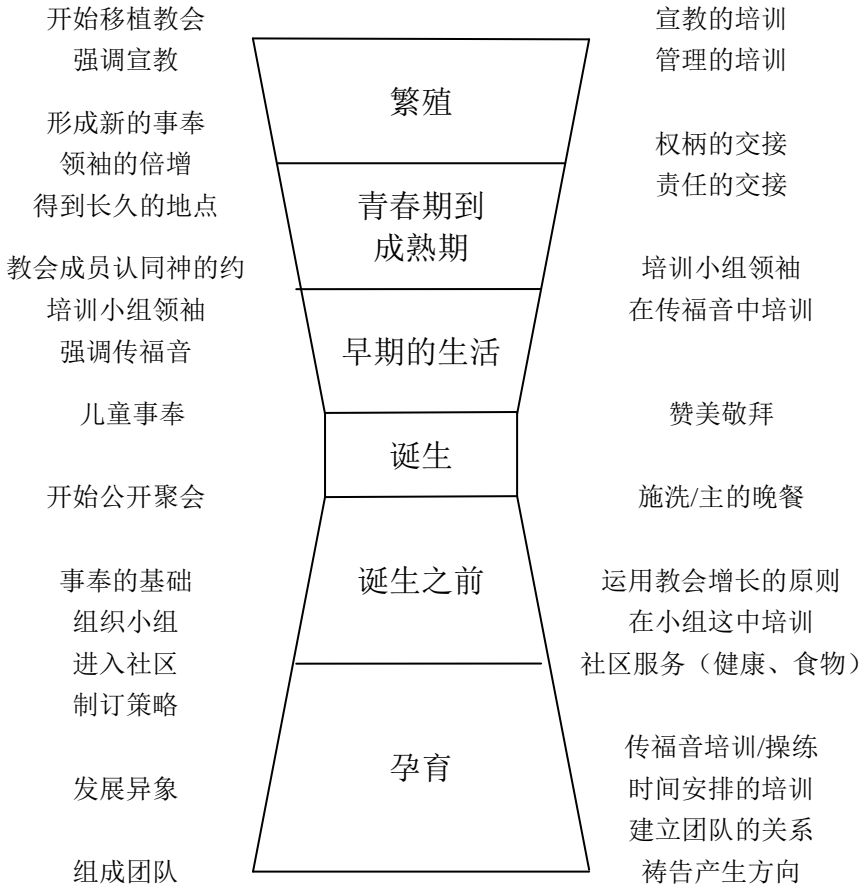 开始移植教会
强调宣教
形成新的事奉
领袖的倍增
得到长久的地点
教会成员认同神的约
培训小组领袖
强调传福音
儿童事奉
开始公开聚会
事奉的基础
组织小组
进入社区
制订策略
发展异象
组成团队
繁殖
青春期到
成熟期
早期的生活
诞生
诞生之前
孕育
宣教的培训
管理的培训
权柄的交接
责任的交接
培训小组领袖
在传福音中培训
赞美敬拜
施洗/主的晚餐
运用教会增长的原则
在小组这中培训
社区服务（健康、食物）
传福音培训/操练
时间安排的培训
建立团队的关系
祷告产生方向